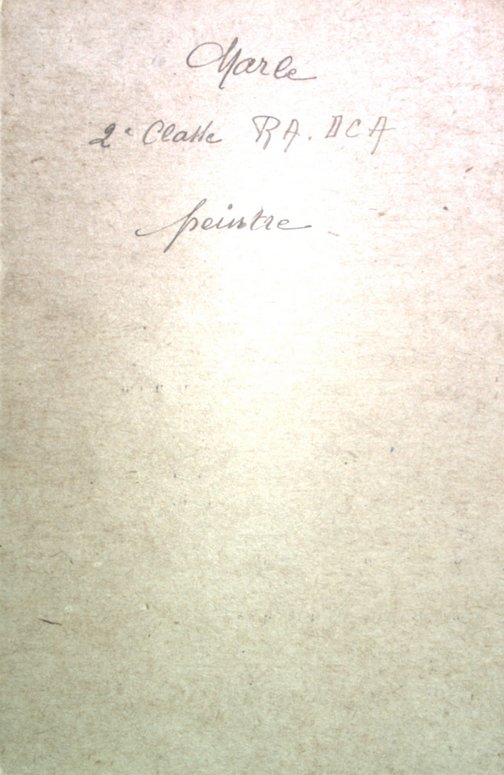 Marle
2e Classe RA. DCA
peintre